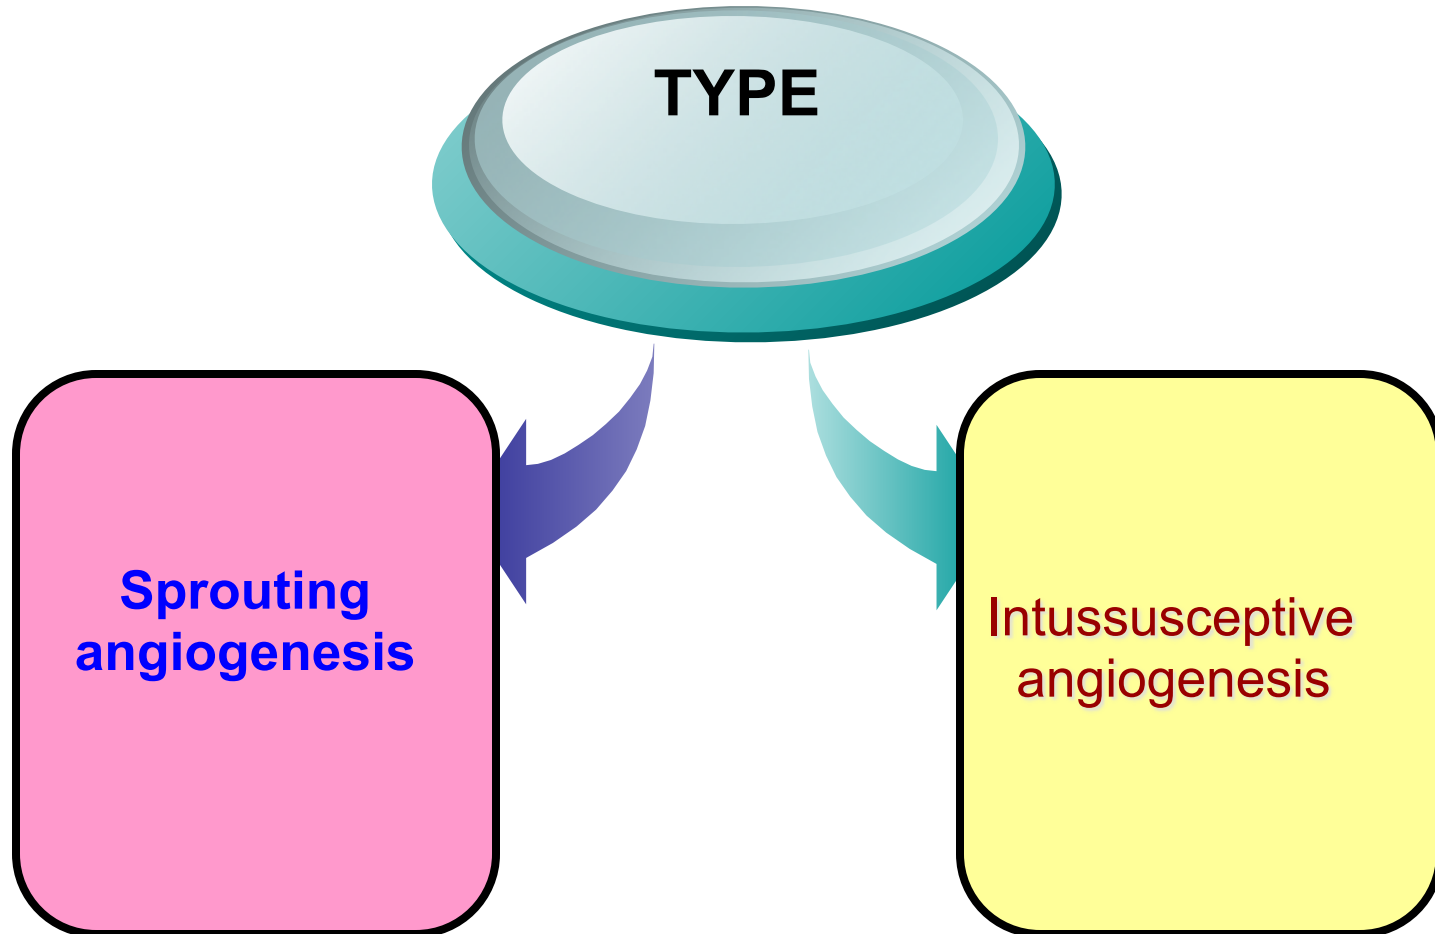 TYPE
Sprouting
angiogenesis
Intussusceptive
angiogenesis